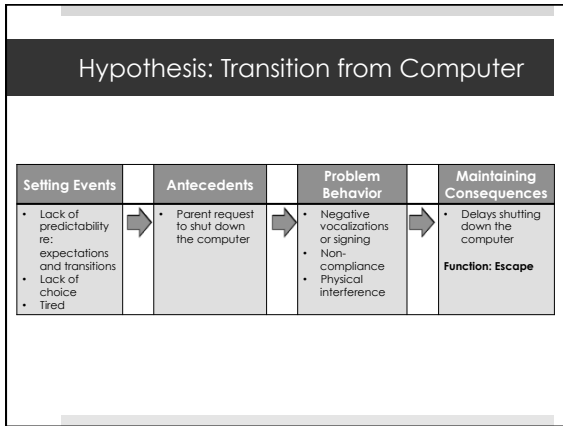 Hypothesis: Transition from Computer
Setting Events
• Lack of
predictability
re:
expectations
and transitions
• Lack of
choice
• Tired
Antecedents
• Parent request
to shut down
the computer
Problem
Behavior
• Negative
vocalizations
or signing
• Non-
compliance
• Physical
interference
Maintaining
Consequences
• Delays shutting
down the
computer
Function: Escape